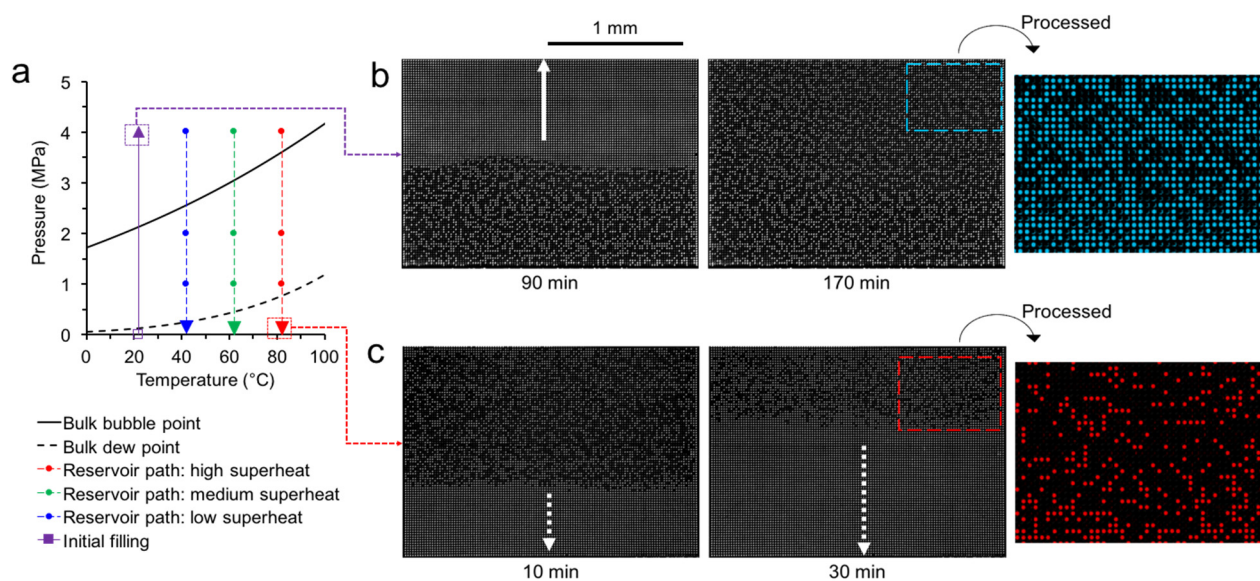 1 mm
Processed
a
b
5
4
3
2
1
0
Pressure (MPa)
0
20
40
60
80
100
Temperature (°C)
90 min
170 min
Processed
c
Bulk bubble point
Bulk dew point
Reservoir path: high superheat
Reservoir path: medium superheat
Reservoir path: low superheat
Initial filling
10 min
30 min